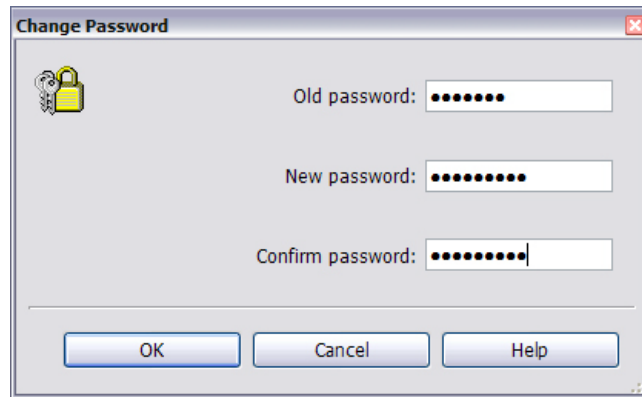 Change Password
Old password: •••••••
New password: •••••••••
Confirm password: •••••••••
OK Cancel Help